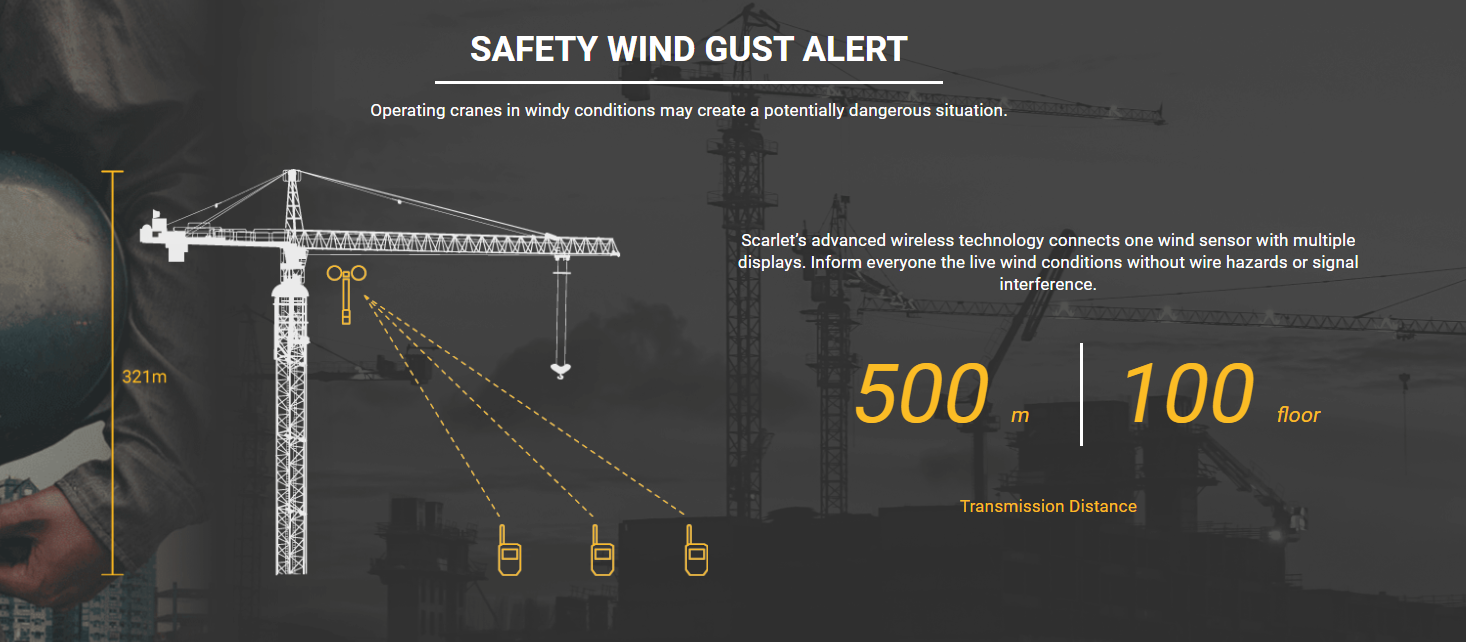 SAFETY WIND GUST ALERT
Operating cranes in windy conditions may create a potentially dangerous situation.
321m
Scarlet’s advanced wireless technology connects one wind sensor with multiple
displays. Inform everyone the live wind conditions without wire hazards or signal
interference.
500 m
100 floor
Transmission Distance